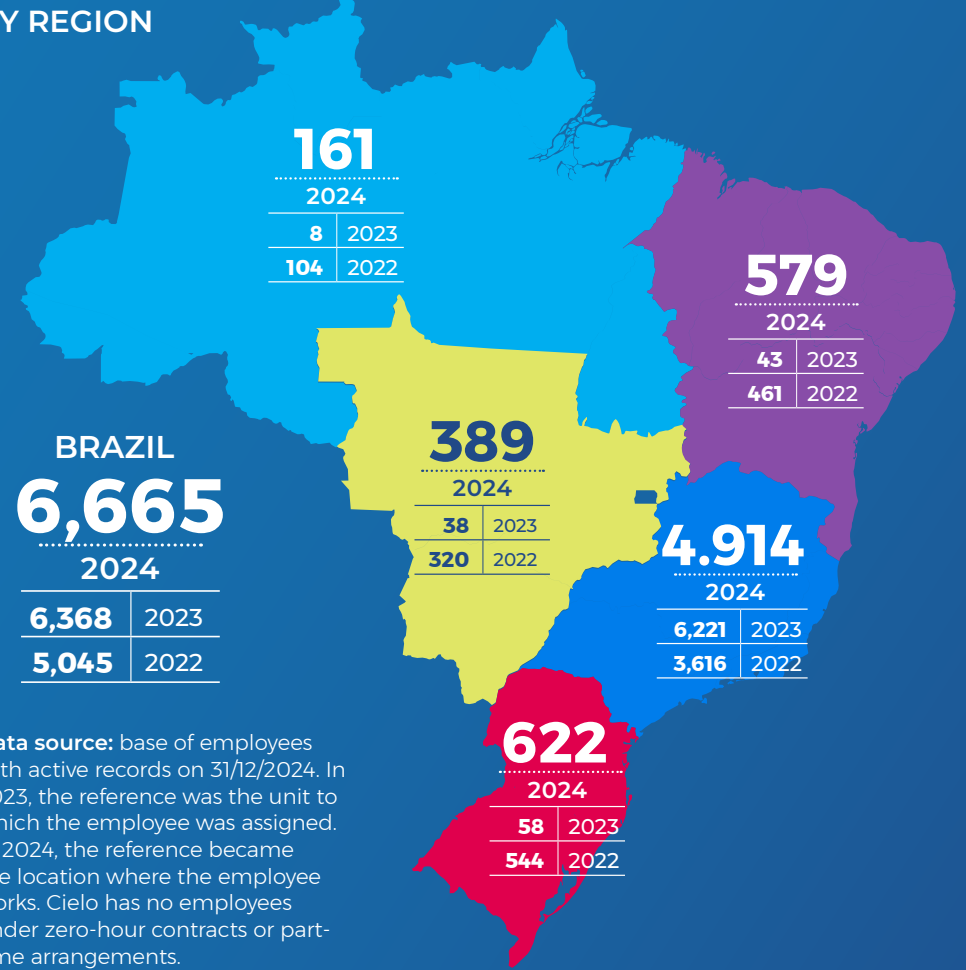 Y REGION
161
2024
8 2023
104 2022
579
2024
43 2023
461 2022
389
2024
38 2023
320 2022
BRAZIL
6,665
2024
6,368 2023
5,045 2022
4.914
2024
6,221 2023
3,616 2022
622
2024
58 2023
544 2022
ata source: base of employees
th active records on 31/12/2024. In
023, the reference was the unit to
hich the employee was assigned.
2024, the reference became
e location where the employee
orks. Cielo has no employees
nder zero-hour contracts or part-
me arrangements.